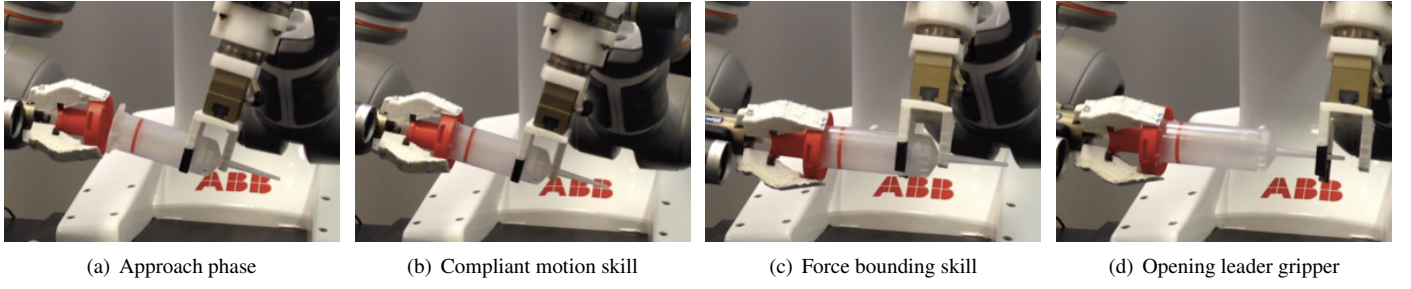 ABB
ABB
ABB
ABB
(a) Approach phase
(b) Compliant motion skill
(c) Force bounding skill
(d) Opening leader gripper